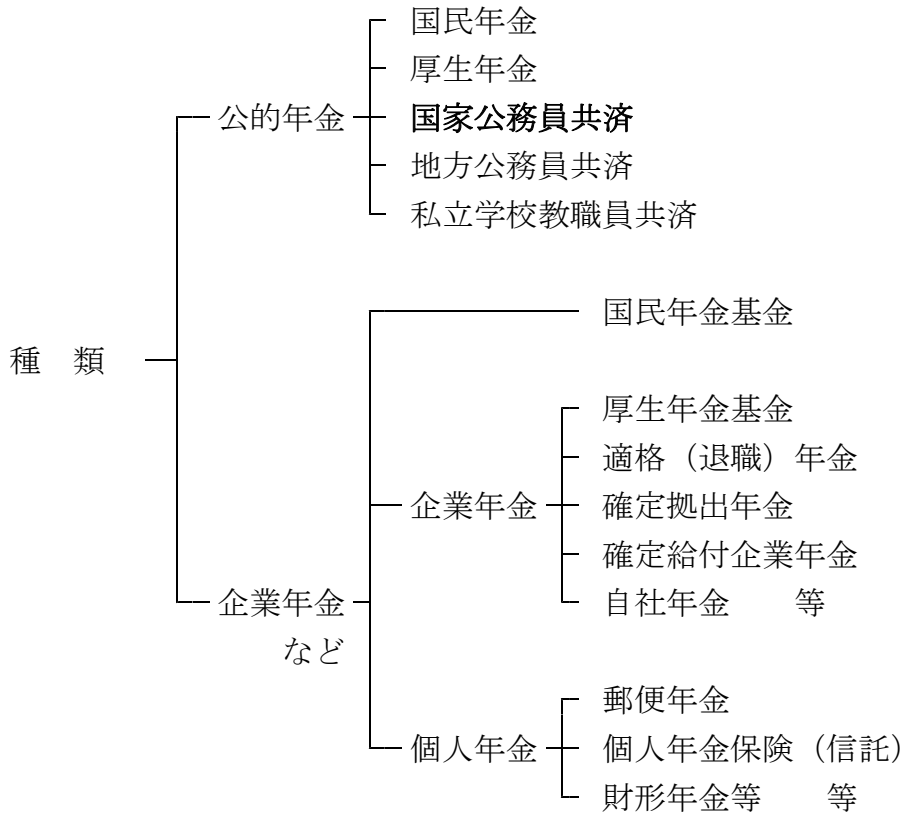 国民年金
厚生年金
公的年金
国家公務員共済
地方公務員共済
私立学校教職員共済
国民年金基金
種　類
厚生年金基金
適格（退職）年金
企業年金
確定拠出年金
確定給付企業年金
企業年金
など
自社年金　　等
郵便年金
個人年金
個人年金保険（信託）
財形年金等　　等